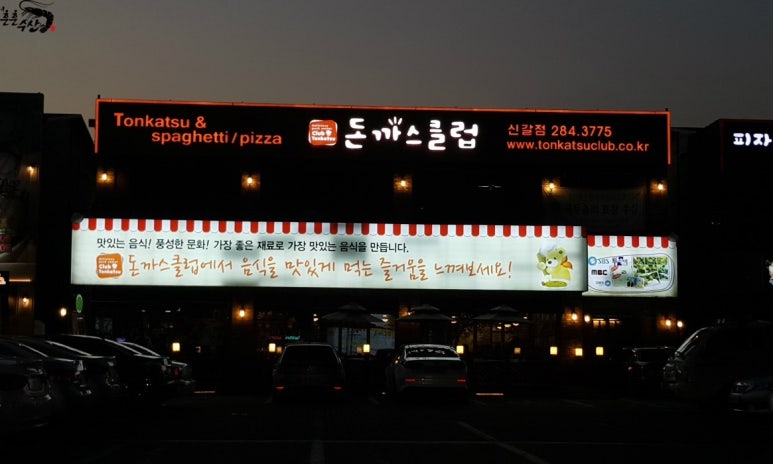 춘춘
수산
Tonkatsu &
spaghetti/pizza
Club
Tonkatsu
돈까스클럽
신갈점 284.3775
www.tonkatsuclub.co.kr
피자
맛있는 음식! 풍성한 문화! 가장 좋은 재료로 가장 맛있는 음식을 만듭니다.
Club
Tonkatsu
돈까스클럽에서 음식을 맛있게 먹는 즐거움을 느껴보세요!
SBS
MBC